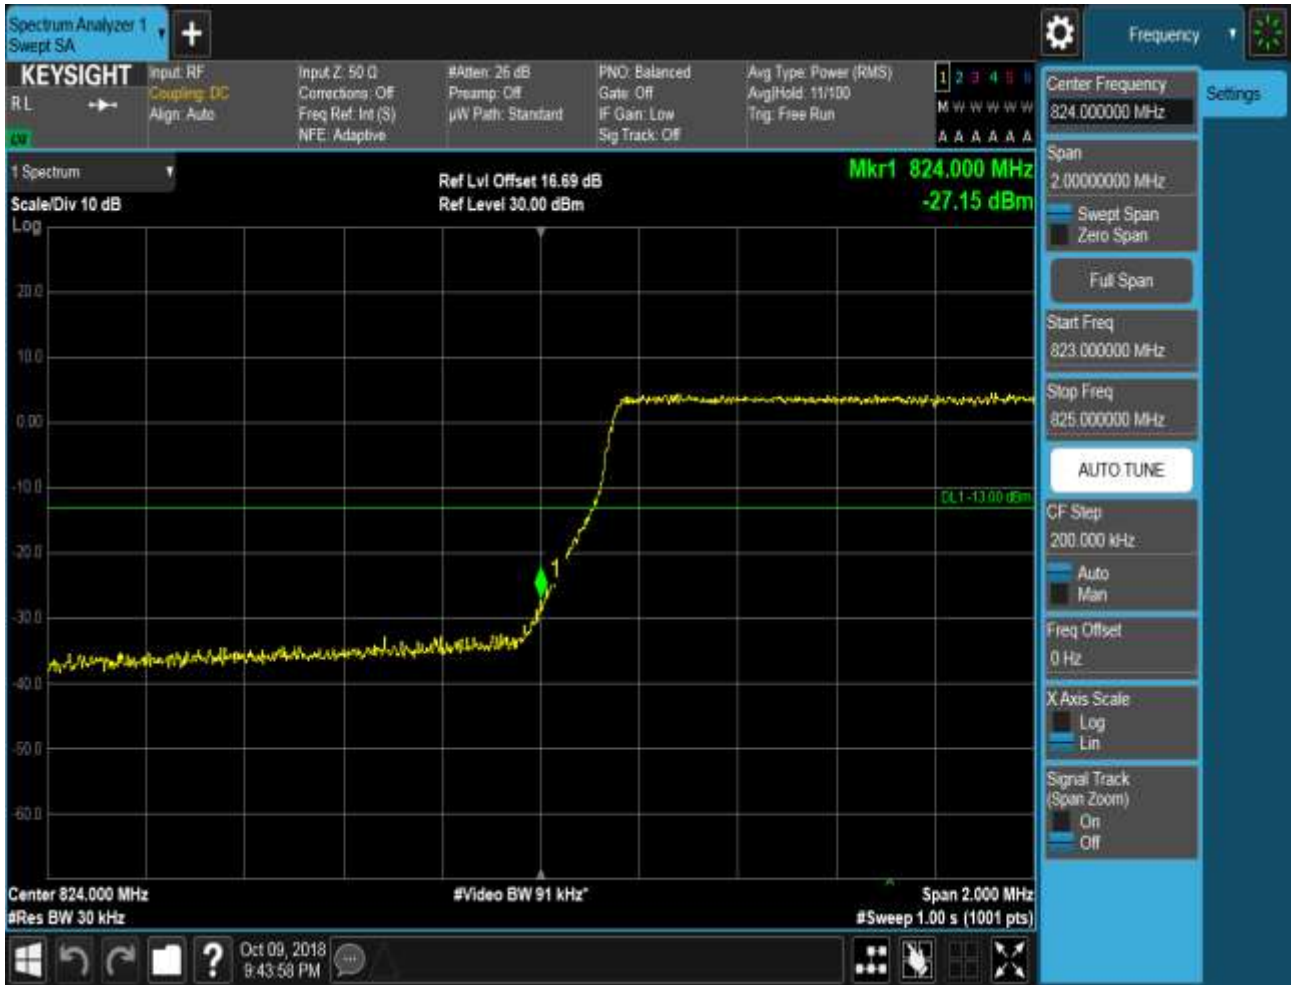 Spectrum Analyzer 1
Swept SA
+
Frequency
KEYSIGHT
Input: RF
Coupling: DC
Align: Auto
RL
LW
Input Z: 50 Ω
Corrections: Off
Freq Ref: Int (S)
NFE: Adaptive
#Atten: 26 dB
Preamp: Off
µW Path: Standard
PNO: Balanced
Gate: Off
IF Gain: Low
Sig Track: Off
Avg Type: Power (RMS)
Avg|Hold: 11/100
Trig: Free Run
1 2 3 4 5 6
M W W W W W
A A A A A A
1 Spectrum
Scale/Div 10 dB
Log
Ref Lvl Offset 16.69 dB
Ref Level 30.00 dBm
Mkr1 824.000 MHz
-27.15 dBm
20.0
10.0
0.00
-10.0
-20.0
-30.0
-40.0
-50.0
-60.0
DL1 -13.00 dBm
1
Center 824.000 MHz
#Res BW 30 kHz
#Video BW 91 kHz*
Span 2.000 MHz
#Sweep 1.00 s (1001 pts)
Oct 09, 2018
9:43:58 PM
?
Center Frequency
824.000000 MHz
Settings
Span
2.00000000 MHz
Swept Span
Zero Span
Full Span
Start Freq
823.000000 MHz
Stop Freq
825.000000 MHz
AUTO TUNE
CF Step
200.000 kHz
Auto
Man
Freq Offset
0 Hz
X Axis Scale
Log
Lin
Signal Track
(Span Zoom)
On
Off